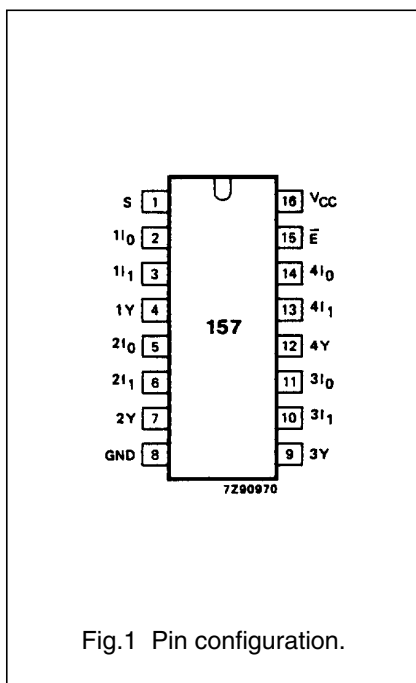 S 1 16 VCC
1I0 2 15 E̅
1I1 3 14 4I0
1Y 4 13 4I1
157
2I0 5 12 4Y
2I1 6 11 3I0
2Y 7 10 3I1
GND 8 9 3Y
7Z90970
Fig.1 Pin configuration.